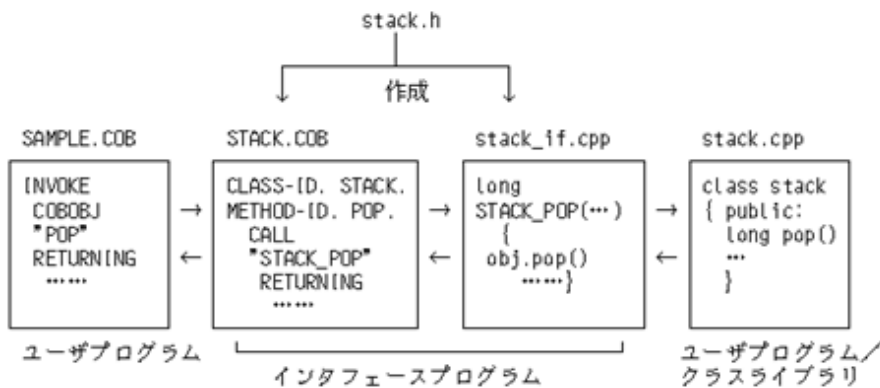 stack.h
作成
SAMPLE.COB
INVOKE
COBOBJ
"POP"
RETURNING
……
STACK.COB
CLASS-ID. STACK.
METHOD-ID. POP.
CALL
"STACK_POP"
RETURNING
……
stack_if.cpp
long
STACK_POP(…)
{
obj.pop()
……}
stack.cpp
class stack
{ public:
long pop()
…
}
ユーザプログラム
インタフェースプログラム
ユーザプログラム／
クラスライブラリ